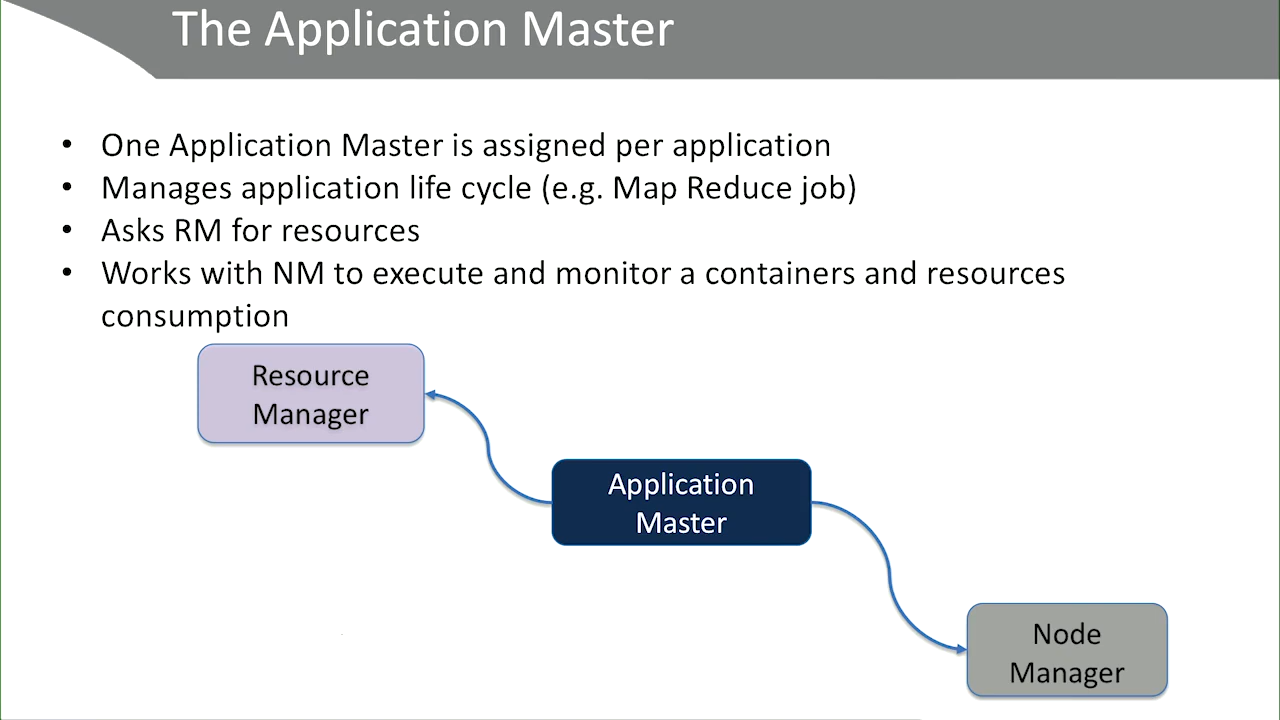 The Application Master
• One Application Master is assigned per application
• Manages application life cycle (e.g. Map Reduce job)
• Asks RM for resources
• Works with NM to execute and monitor a containers and resources
consumption
Resource
Manager
Application
Master
Node
Manager